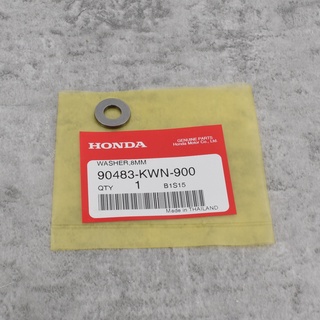 HONDA
GENUINE PARTS
Honda Motor Co., Ltd.
WASHER,8MM
90483-KWN-900
QTY 1 B1S15
Made in THAILAND